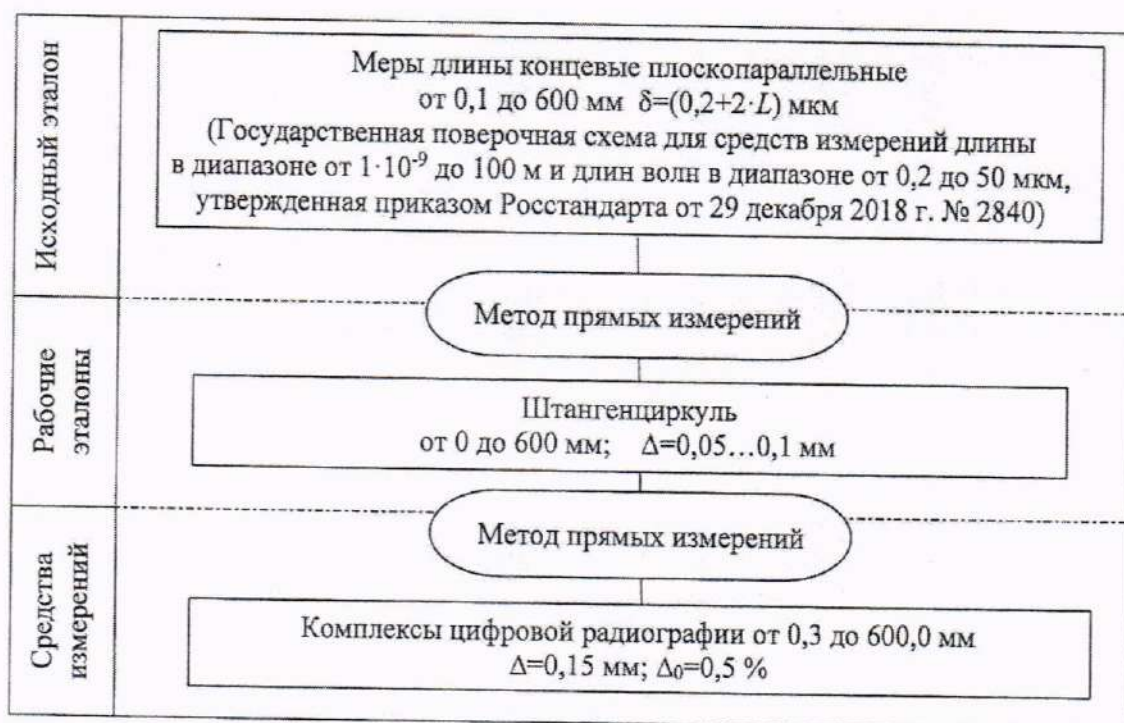 Исходный эталон
Меры длины концевые плоскопараллельные
от 0,1 до 600 мм δ=(0,2+2·L) мкм
(Государственная поверочная схема для средств измерений длины
в диапазоне от 1·10⁻⁹ до 100 м и длин волн в диапазоне от 0,2 до 50 мкм,
утвержденная приказом Росстандарта от 29 декабря 2018 г. № 2840)
Метод прямых измерений
Рабочие
эталоны
Штангенциркуль
от 0 до 600 мм; Δ=0,05…0,1 мм
Метод прямых измерений
Средства
измерений
Комплексы цифровой радиографии от 0,3 до 600,0 мм
Δ=0,15 мм; Δ₀=0,5 %